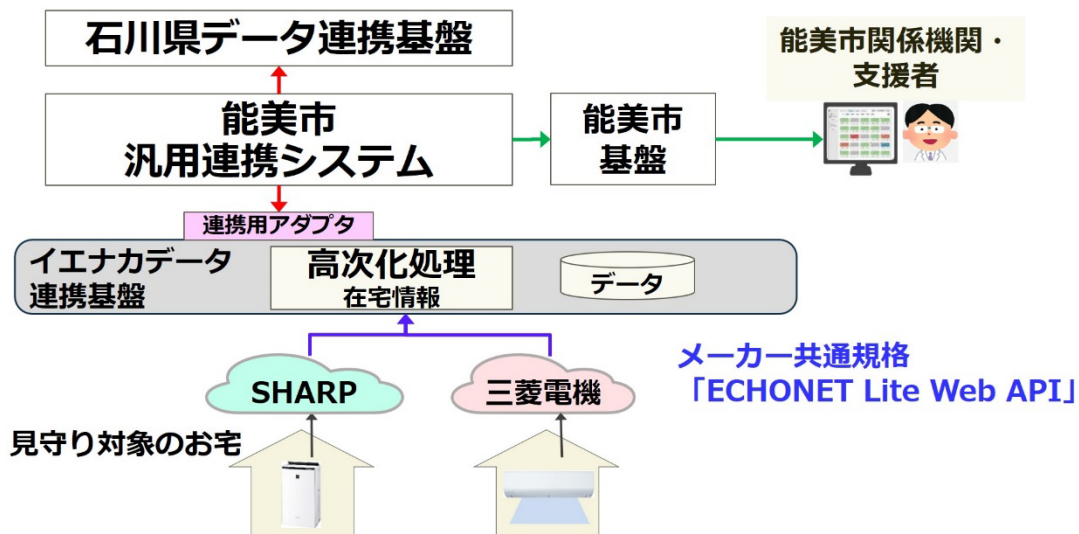 石川県データ連携基盤
能美市関係機関・
支援者
能美市
汎用連携システム
能美市
基盤
連携用アダプタ
イエナカデータ
連携基盤
高次化処理
在宅情報
データ
SHARP
三菱電機
メーカー共通規格
「ECHONET Lite Web API」
見守り対象のお宅